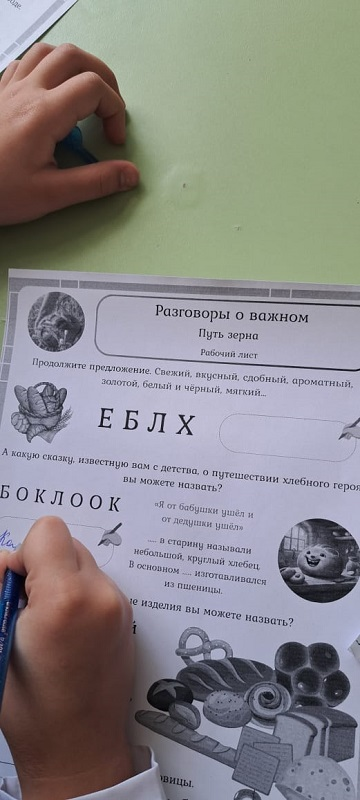 Разговоры о важном
Путь зерна
Рабочий лист
Продолжите предложение. Свежий, вкусный, сдобный, ароматный,
золотой, белый и чёрный, мягкий...
ЕБЛХ
А какую сказку, известную вам с детства, о путешествии хлебного героя
вы можете назвать?
БОКЛООК
«Я от бабушки ушёл и
от дедушки ушёл»
.... в старину называли
небольшой, круглый хлебец.
В основном .... изготавливался
из пшеницы.
изделия вы можете назвать?